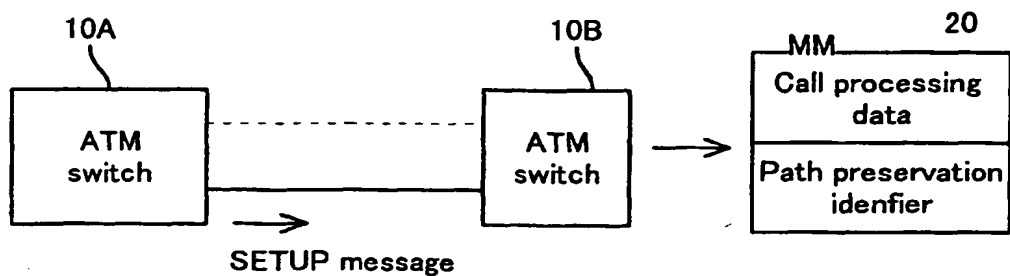 10A
10B
20
MM
ATM
switch
ATM
switch
Call processing
data
Path preservation
idenfier
SETUP message